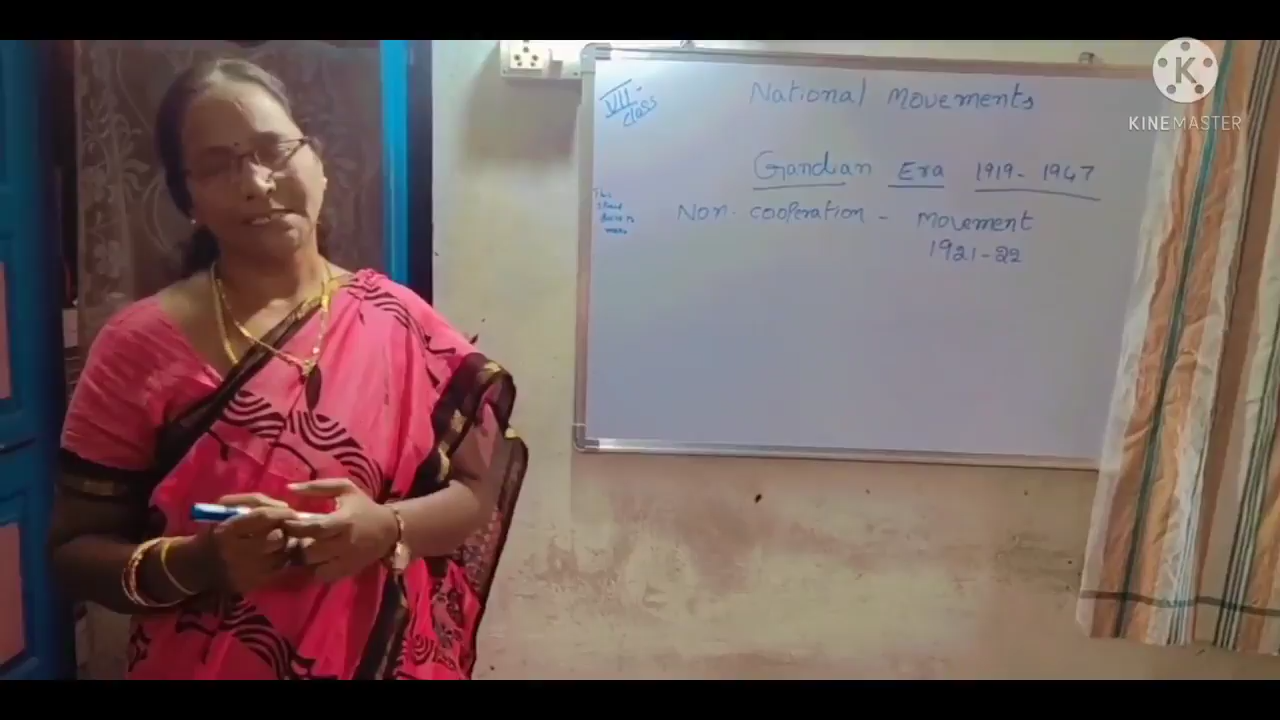 VII-
class
National Movements
Gandian Era 1919-1947
Non-cooperation - Movement
1921-22
K
KINEMASTER